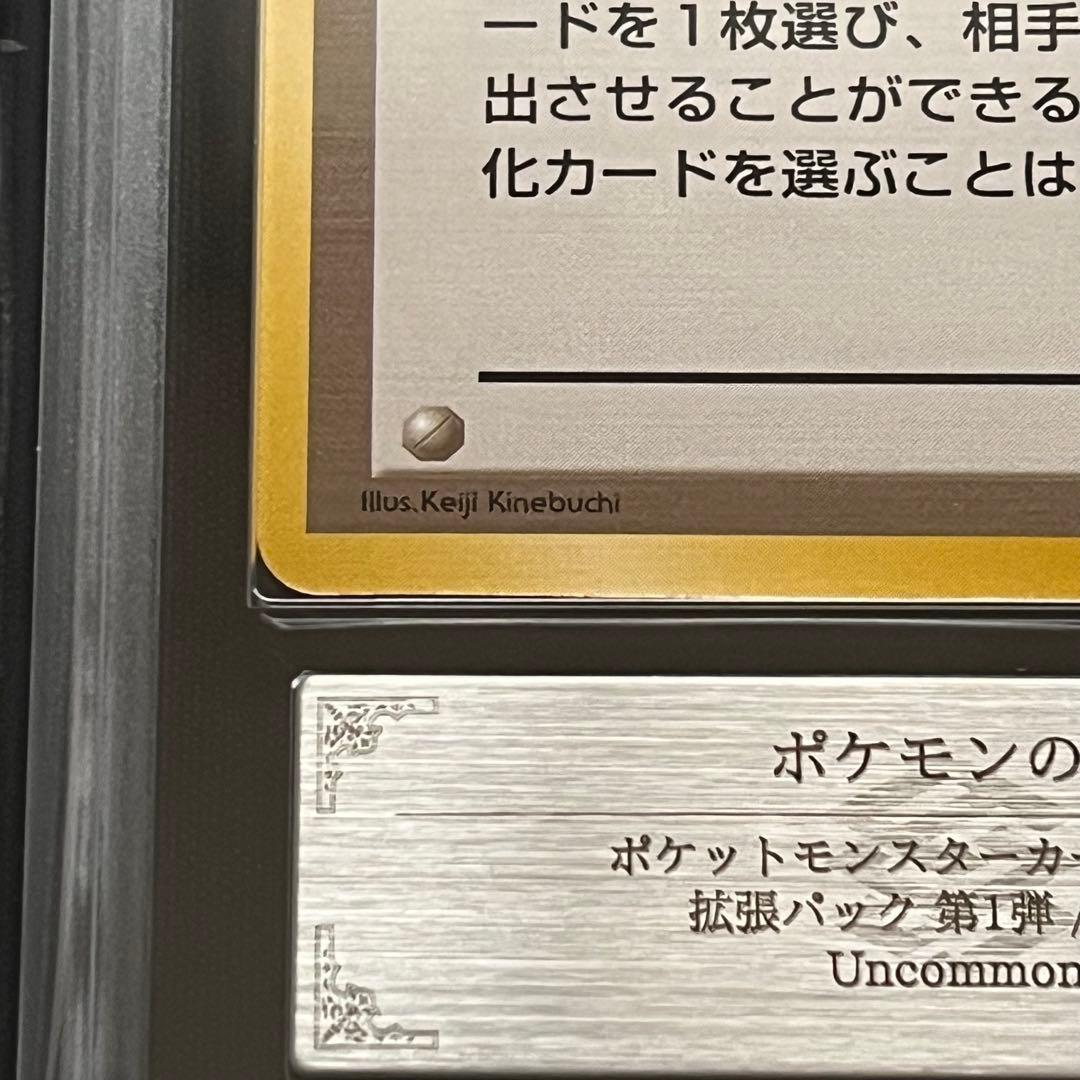 ードを1枚選び、相手
出させることができる
化カードを選ぶことは
Illus.Keiji Kinebuchi
ポケモンの
ポケットモンスターカー
拡張パック 第1弾 /
Uncommon